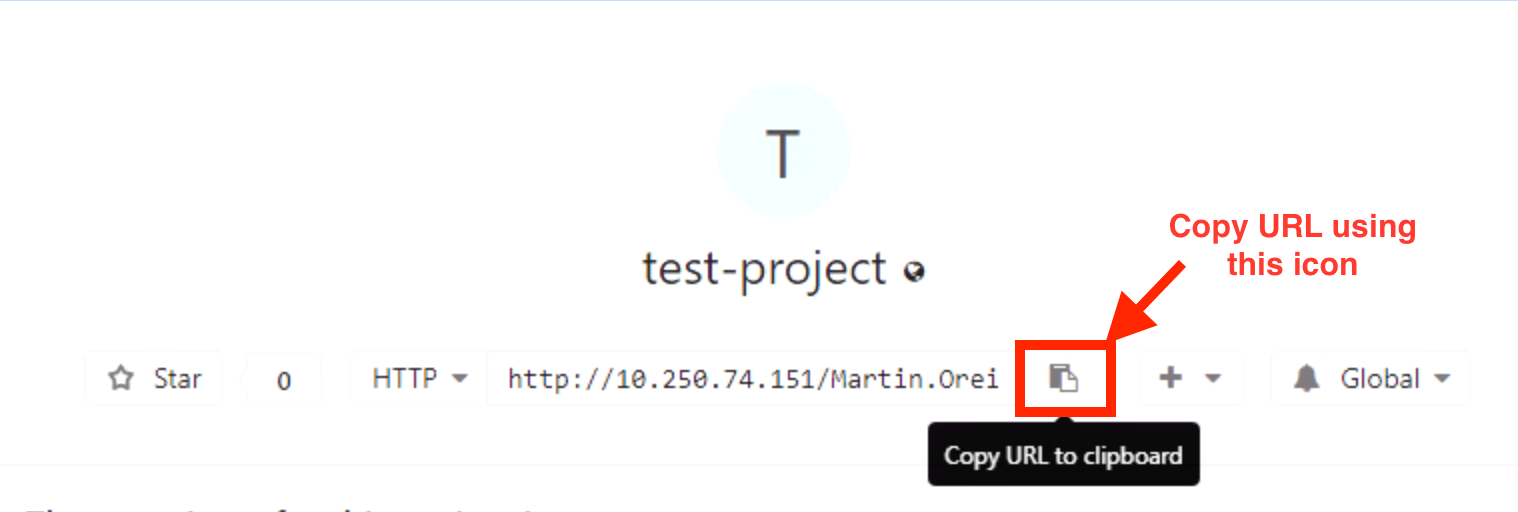 T
test-project
Copy URL using
this icon
Star
0
HTTP
http://10.250.74.151/Martin.Orei
Global
Copy URL to clipboard